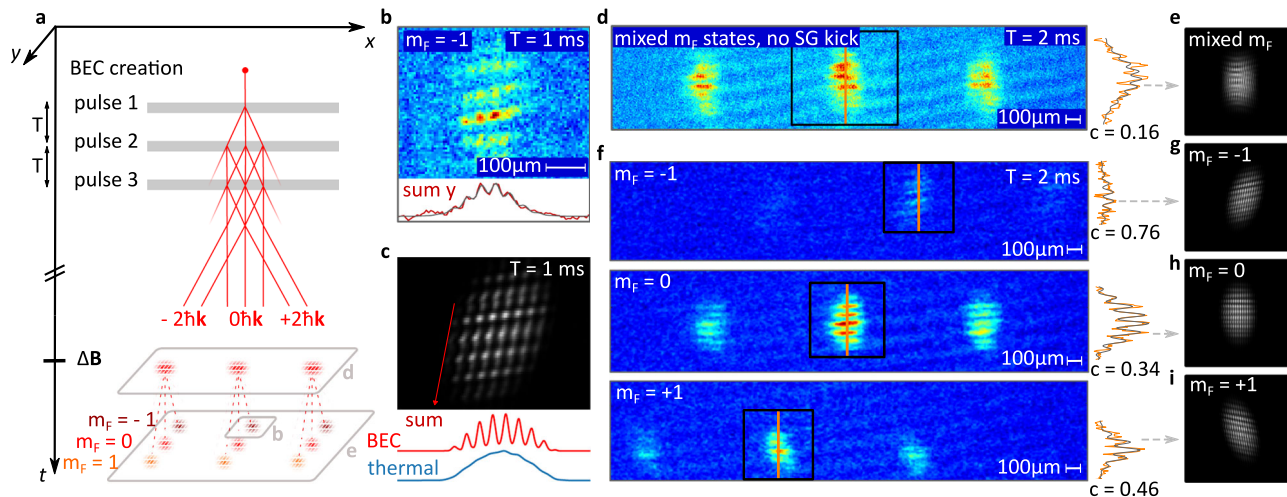 a
x
y
BEC creation
pulse 1
T
pulse 2
T
pulse 3
- 2ħk 0ħk +2ħk
ΔB
d
m_F = - 1
b
m_F = 0
e
m_F = 1
t
b
m_F = -1 T = 1 ms
100μm
sum y
c
T = 1 ms
sum
BEC
thermal
d
mixed m_F states, no SG kick T = 2 ms
100μm
c = 0.16
e
mixed m_F
f
m_F = -1 T = 2 ms
100μm
c = 0.76
g
m_F = -1
m_F = 0
100μm
c = 0.34
h
m_F = 0
m_F = +1
100μm
c = 0.46
i
m_F = +1